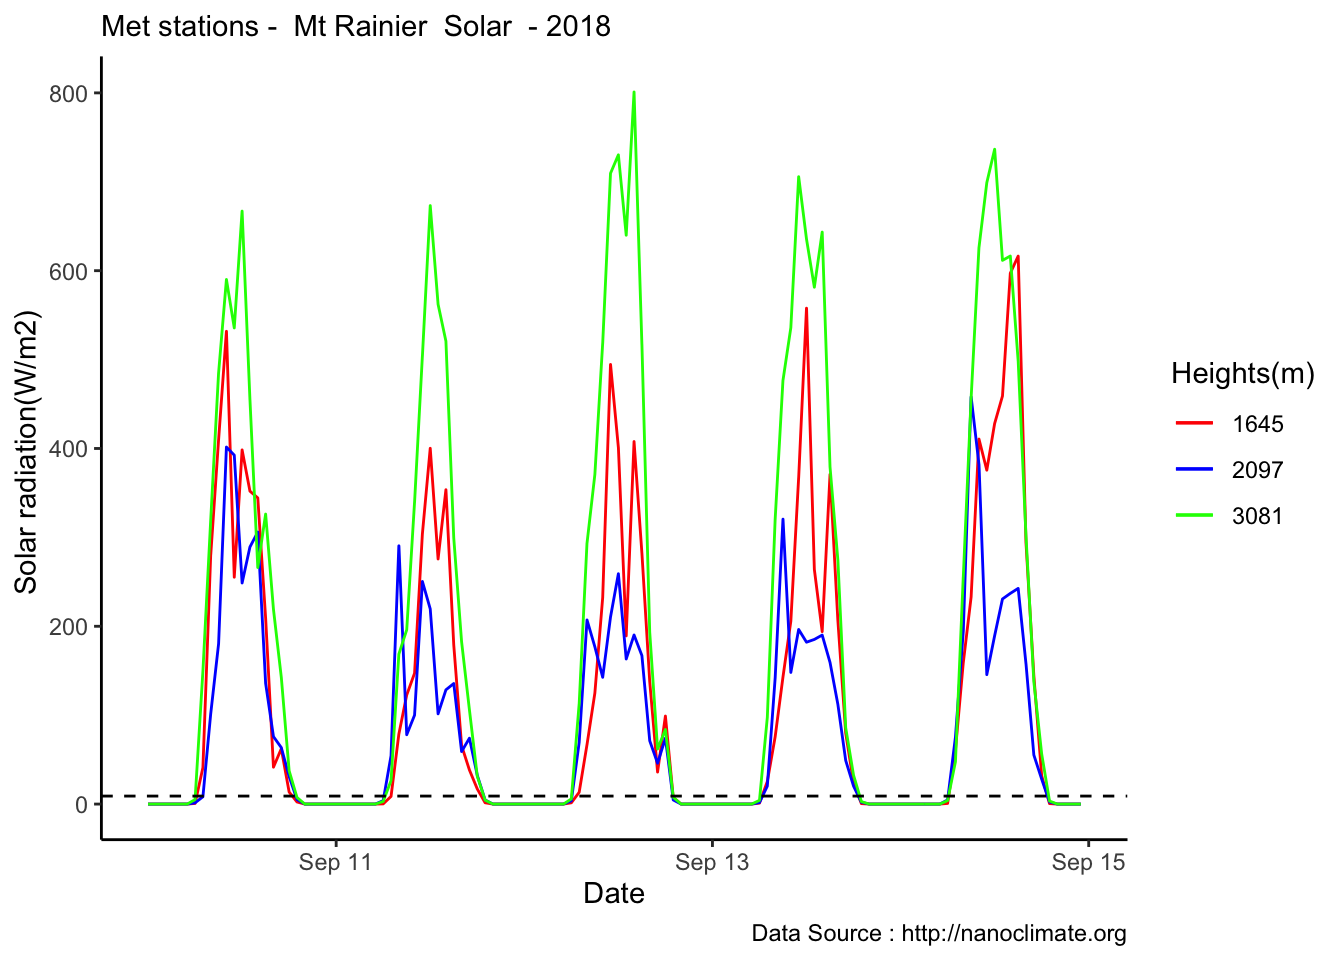 Met stations -  Mt Rainier  Solar  - 2018
Solar radiation(W/m2)
800
600
400
200
0
Sep 11
Sep 13
Sep 15
Date
Heights(m)
1645
2097
3081
Data Source : http://nanoclimate.org